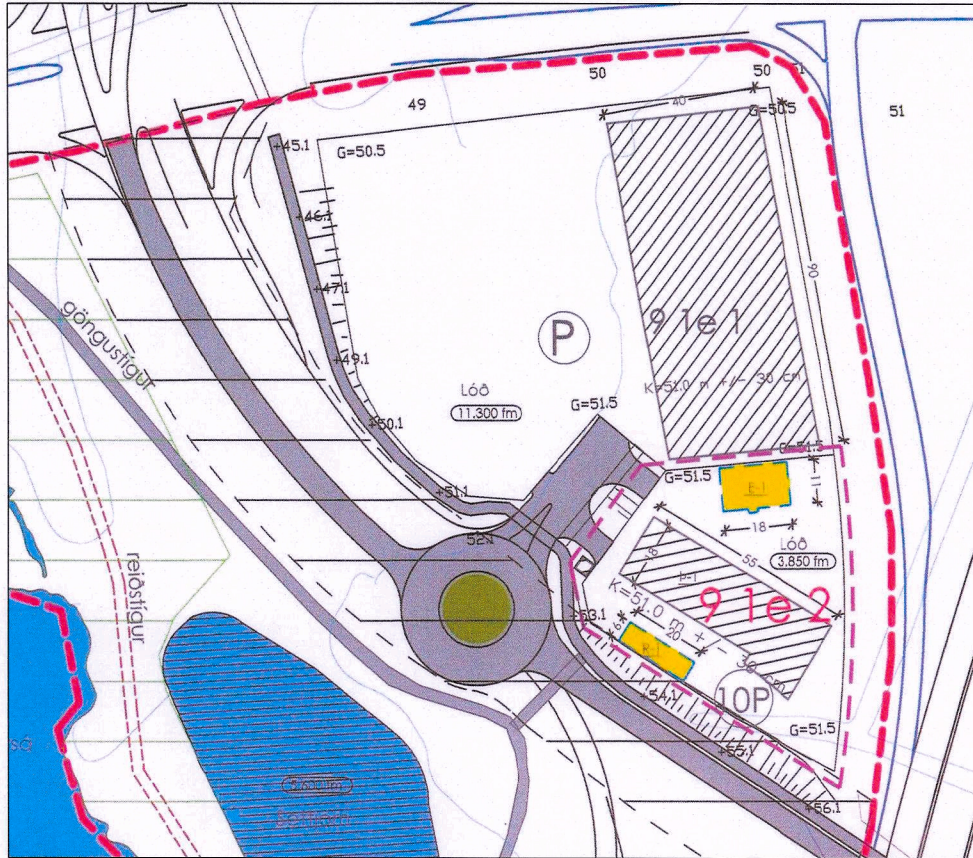 50
50
49
51
40
G=50.5
+45.1
G=50.5
+46.1
90
+47.1
göngustígur
9 1e 1
P
+49.1
K=51.0 m +/- 30 cm
Lóð
11.300 fm
G=51.5
+50.1
G=51.5
G=51.5
11
E-1
+51.1
18
52.1
Lóð
3.850 fm
55
18
P-1
reiðstígur
9 1e 2
K=51.0 m +/- 30 cm
+53.1
9
20
R-1
+54.1
10P
G=51.5
+55.1
+56.1